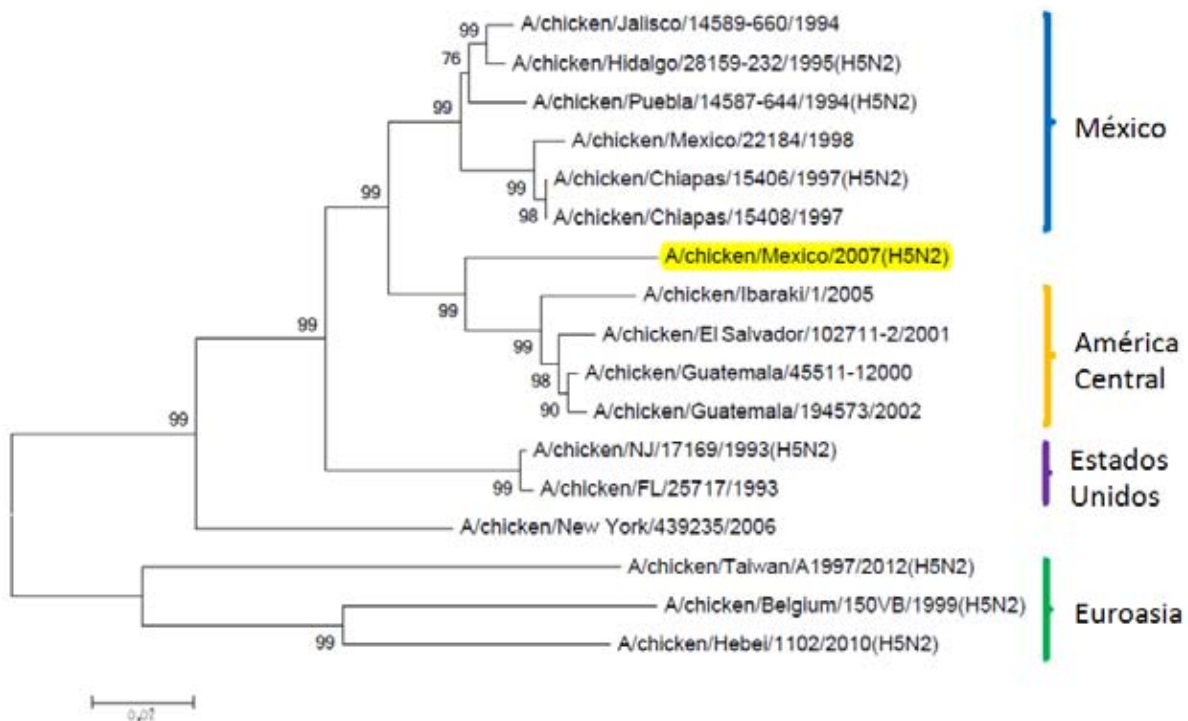 A/chicken/Jalisco/14589-660/1994
99
A/chicken/Hidalgo/28159-232/1995(H5N2)
76
A/chicken/Puebla/14587-644/1994(H5N2)
99
México
A/chicken/Mexico/22184/1998
A/chicken/Chiapas/15406/1997(H5N2)
99
99
98
A/chicken/Chiapas/15408/1997
A/chicken/Mexico/2007(H5N2)
A/chicken/Ibaraki/1/2005
99
99
A/chicken/El Salvador/102711-2/2001
99
América
Central
A/chicken/Guatemala/45511-12000
98
90
A/chicken/Guatemala/194573/2002
99
A/chicken/NJ/17169/1993(H5N2)
Estados
Unidos
99
A/chicken/FL/25717/1993
A/chicken/New York/439235/2006
A/chicken/Taiwan/A1997/2012(H5N2)
A/chicken/Belgium/150VB/1999(H5N2)
Euroasia
99
A/chicken/Hebei/1102/2010(H5N2)